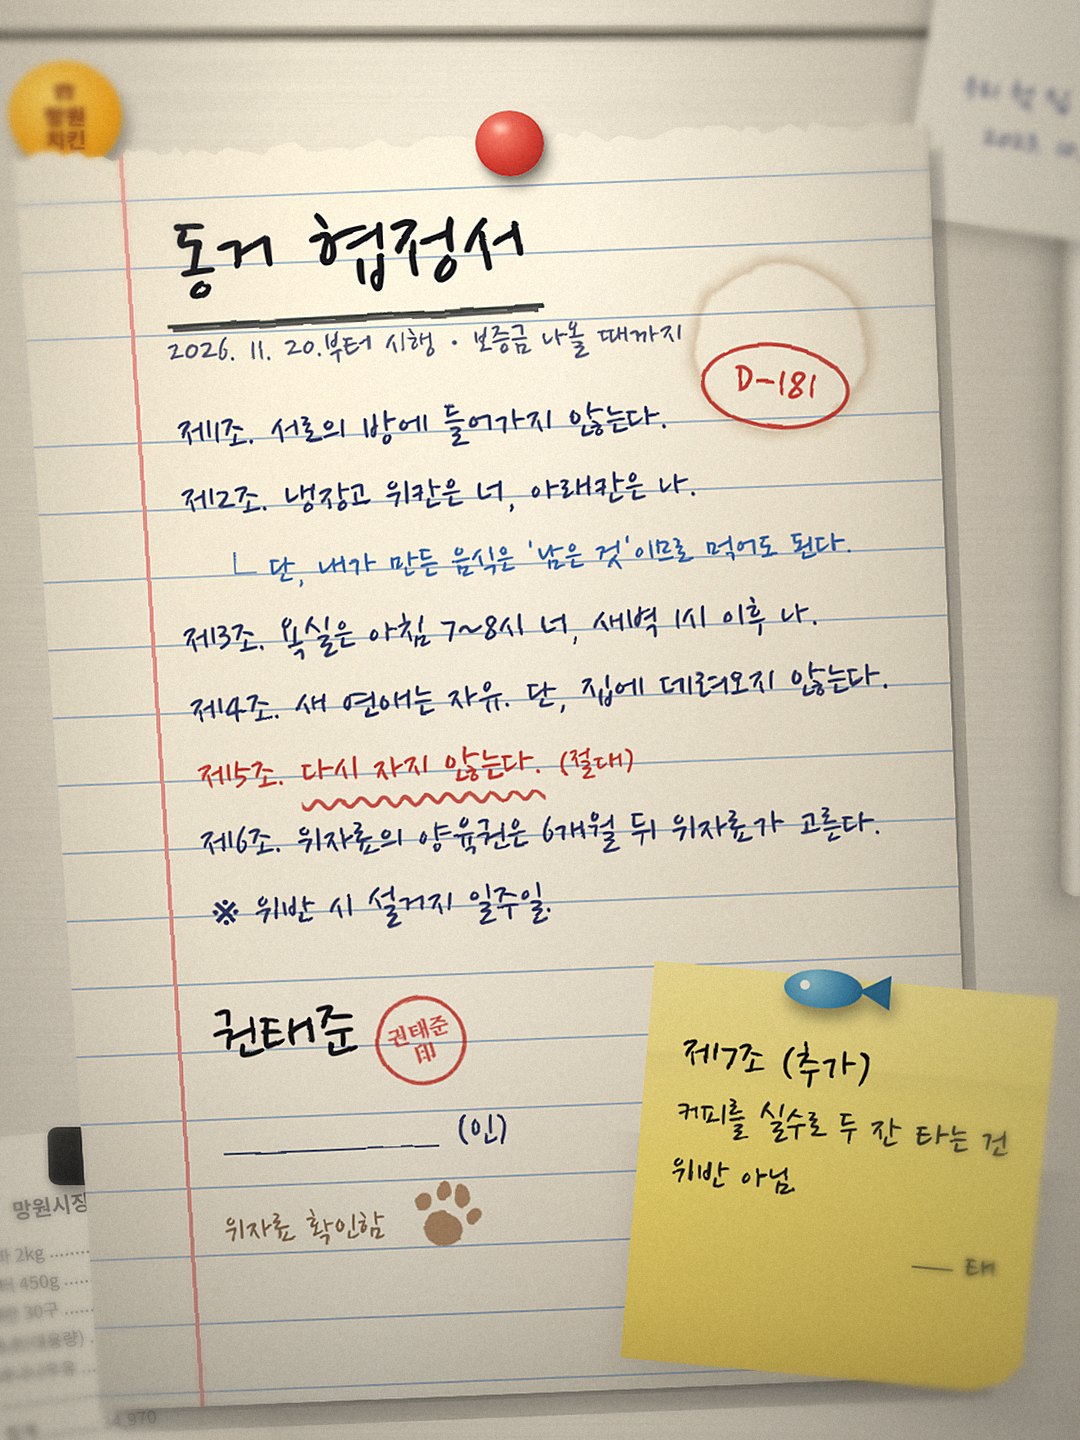 망원
치킨
동거 협정서
2026. 11. 20.부터 시행 · 보증금 나올 때까지
D-181
제1조. 서로의 방에 들어가지 않는다.
제2조. 냉장고 위칸은 너, 아래칸은 나.
ㄴ 단, 내가 만든 음식은 '남은 것'이므로 먹어도 된다.
제3조. 욕실은 아침 7~8시 너, 새벽 1시 이후 나.
제4조. 새 연애는 자유. 단, 집에 데려오지 않는다.
제5조. 다시 자지 않는다. (절대)
제6조. 위자료의 양육권은 6개월 뒤 위자료가 고른다.
※ 위반 시 설거지 일주일.
권태준
권태준
印
(인)
위자료 확인함
제7조 (추가)
커피를 실수로 두 잔 타는 건
위반 아님
— 태
망원시장
2kg
450g
30구
4,970